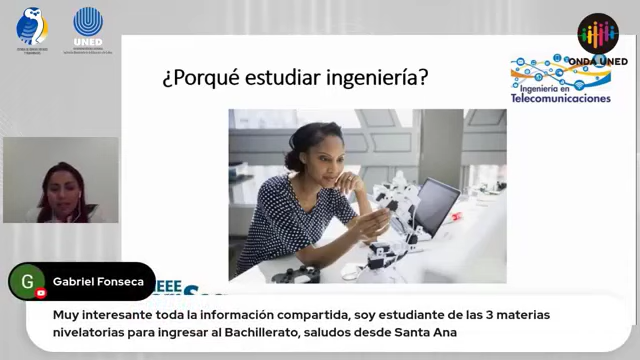 UNED
ONDA UNED
¿Porqué estudiar ingeniería?
Ingeniería en
Telecomunicaciones
G
Gabriel Fonseca
IEEE
Muy interesante toda la información compartida, soy estudiante de las 3 materias
nivelatorias para ingresar al Bachillerato, saludos desde Santa Ana